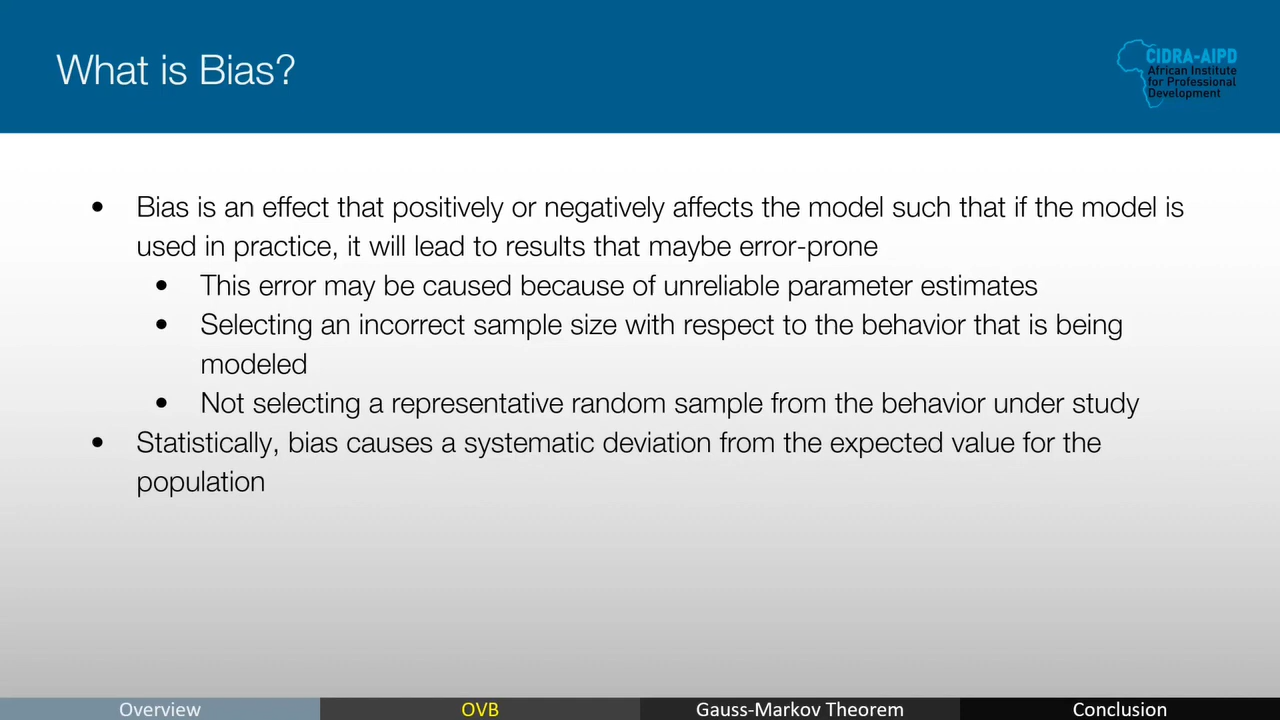 What is Bias?
CIDRA-AIPD
African Institute
for Professional
Development
• Bias is an effect that positively or negatively affects the model such that if the model is
used in practice, it will lead to results that maybe error-prone
• This error may be caused because of unreliable parameter estimates
• Selecting an incorrect sample size with respect to the behavior that is being
modeled
• Not selecting a representative random sample from the behavior under study
• Statistically, bias causes a systematic deviation from the expected value for the
population
Overview
OVB
Gauss-Markov Theorem
Conclusion